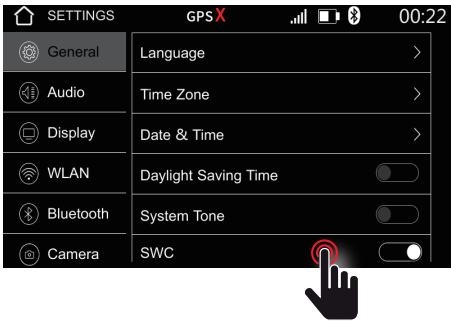 SETTINGS GPSX 00:22
General
Audio
Display
WLAN
Bluetooth
Camera
Language
Time Zone
Date & Time
Daylight Saving Time
System Tone
SWC